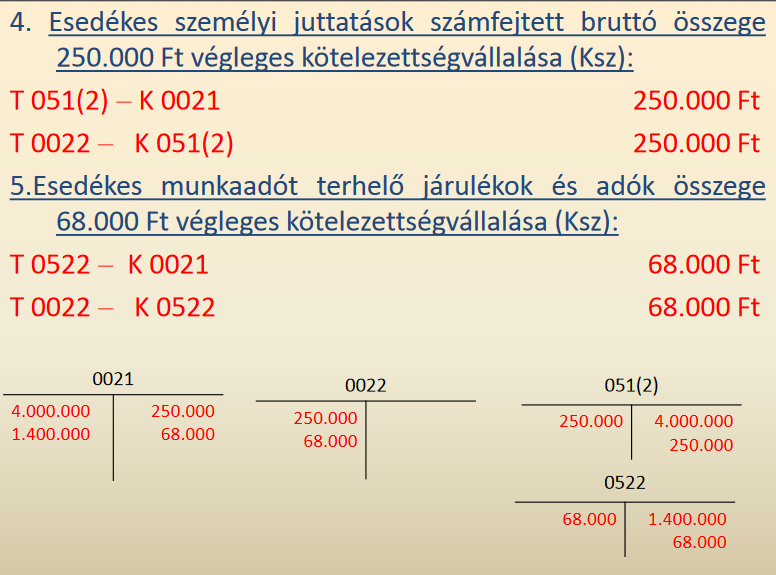 4. Esedékes személyi juttatások számfejtett bruttó összege
250.000 Ft végleges kötelezettségvállalása (Ksz):
T 051(2) – K 0021 250.000 Ft
T 0022 – K 051(2) 250.000 Ft
5.Esedékes munkaadót terhelő járulékok és adók összege
68.000 Ft végleges kötelezettségvállalása (Ksz):
T 0522 – K 0021 68.000 Ft
T 0022 – K 0522 68.000 Ft
0021
4.000.000 250.000
1.400.000 68.000
0022
250.000
68.000
051(2)
250.000 4.000.000
250.000
0522
68.000 1.400.000
68.000